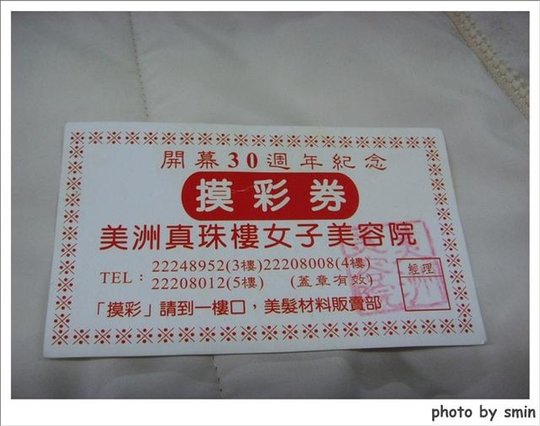 開幕30週年紀念
摸彩券
美洲真珠樓女子美容院
TEL：
22248952(3樓)22208008(4樓)
22208012(5樓) (蓋章有效)
經理
「摸彩」請到一樓口，美髮材料販賣部
photo by smin